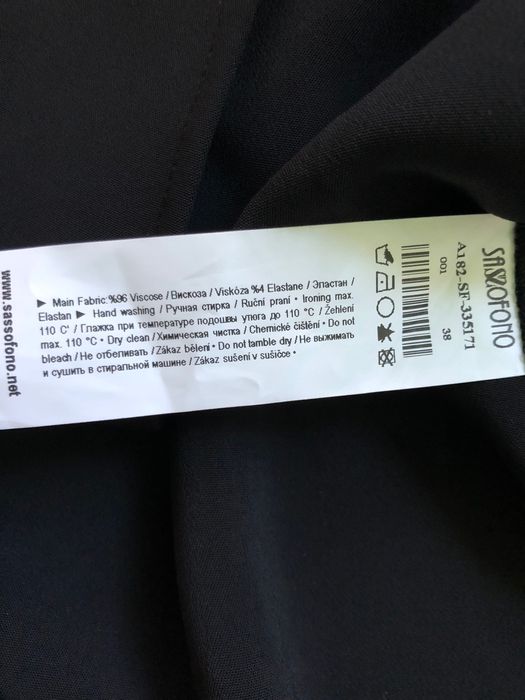 ► Main Fabric:%96 Viscose / Вискоза / Viskóza %4 Elastane / Эластан /
Elastan ► Hand washing / Ручная стирка / Ruční praní • Ironing max.
110 C° / Глажка при температуре подошвы утюга до 110 °C / Žehlení
max. 110 °C • Dry clean / Химическая чистка / Chemické čištění • Do not
bleach / Не отбеливать / Zákaz bělení • Do not tamble dry / Не выжимать
и сушить в стиральной машине / Zákaz sušení v sušičce •
www.sassofono.net
SASSOFONO
A182-SF-335171
001 38